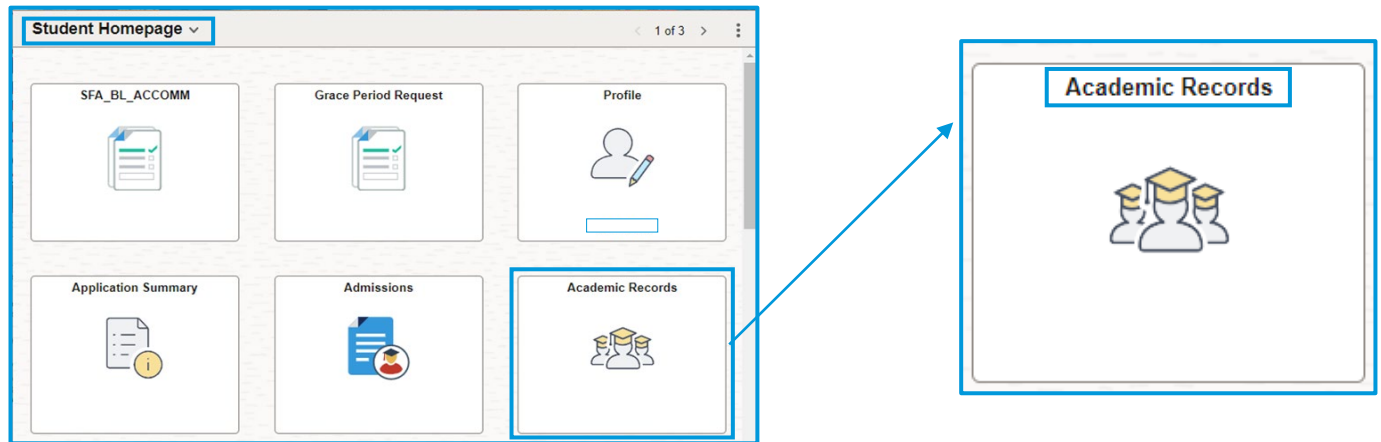 Student Homepage
1 of 3
SFA_BL_ACCOMM
Grace Period Request
Profile
Application Summary
Admissions
Academic Records
Academic Records